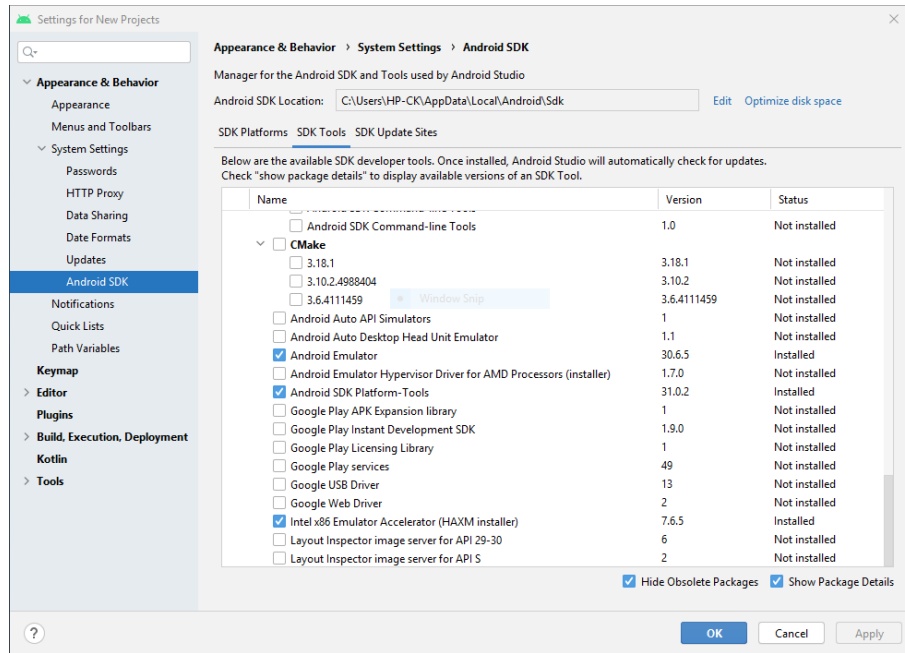 Settings for New Projects
Appearance & Behavior
Appearance
Menus and Toolbars
System Settings
Passwords
HTTP Proxy
Data Sharing
Date Formats
Updates
Android SDK
Notifications
Quick Lists
Path Variables
Keymap
Editor
Plugins
Build, Execution, Deployment
Kotlin
Tools
Appearance & Behavior › System Settings › Android SDK
Manager for the Android SDK and Tools used by Android Studio
Android SDK Location: C:\Users\HP-CK\AppData\Local\Android\Sdk Edit Optimize disk space
SDK Platforms SDK Tools SDK Update Sites
Below are the available SDK developer tools. Once installed, Android Studio will automatically check for updates.
Check "show package details" to display available versions of an SDK Tool.
Name Version Status
Android SDK Command-line Tools 1.0 Not installed
CMake
3.18.1 3.18.1 Not installed
3.10.2.4988404 3.10.2 Not installed
3.6.4111459 3.6.4111459 Not installed
Window Snip
Android Auto API Simulators 1 Not installed
Android Auto Desktop Head Unit Emulator 1.1 Not installed
Android Emulator 30.6.5 Installed
Android Emulator Hypervisor Driver for AMD Processors (installer) 1.7.0 Not installed
Android SDK Platform-Tools 31.0.2 Installed
Google Play APK Expansion library 1 Not installed
Google Play Instant Development SDK 1.9.0 Not installed
Google Play Licensing Library 1 Not installed
Google Play services 49 Not installed
Google USB Driver 13 Not installed
Google Web Driver 2 Not installed
Intel x86 Emulator Accelerator (HAXM installer) 7.6.5 Installed
Layout Inspector image server for API 29-30 6 Not installed
Layout Inspector image server for API S 2 Not installed
Hide Obsolete Packages Show Package Details
? OK Cancel Apply